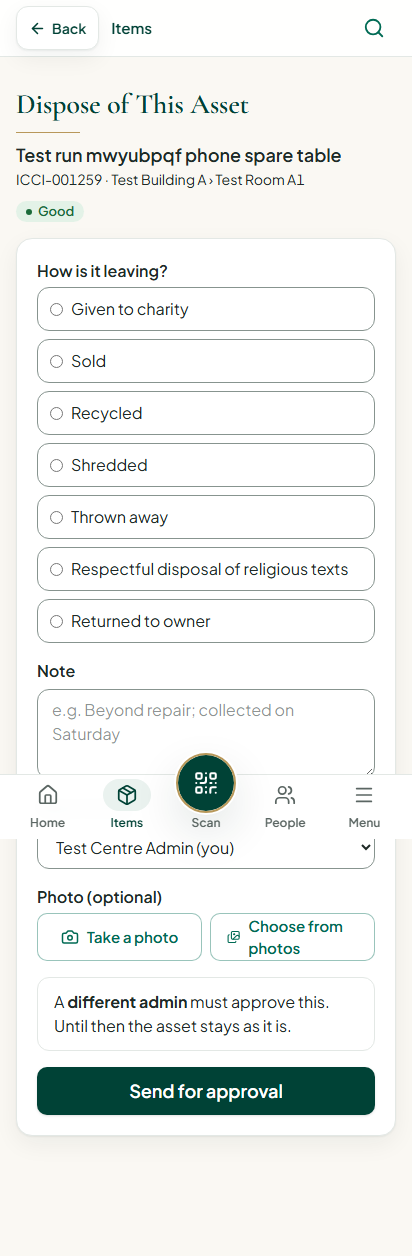 Back
Items
Dispose of This Asset
Test run mwyubpqf phone spare table
ICCI-001259 · Test Building A › Test Room A1
Good
How is it leaving?
Given to charity
Sold
Recycled
Shredded
Thrown away
Respectful disposal of religious texts
Returned to owner
Note
e.g. Beyond repair; collected on
Saturday
Home
Items
Scan
People
Menu
Test Centre Admin (you)
Photo (optional)
Take a photo
Choose from
photos
A different admin must approve this.
Until then the asset stays as it is.
Send for approval